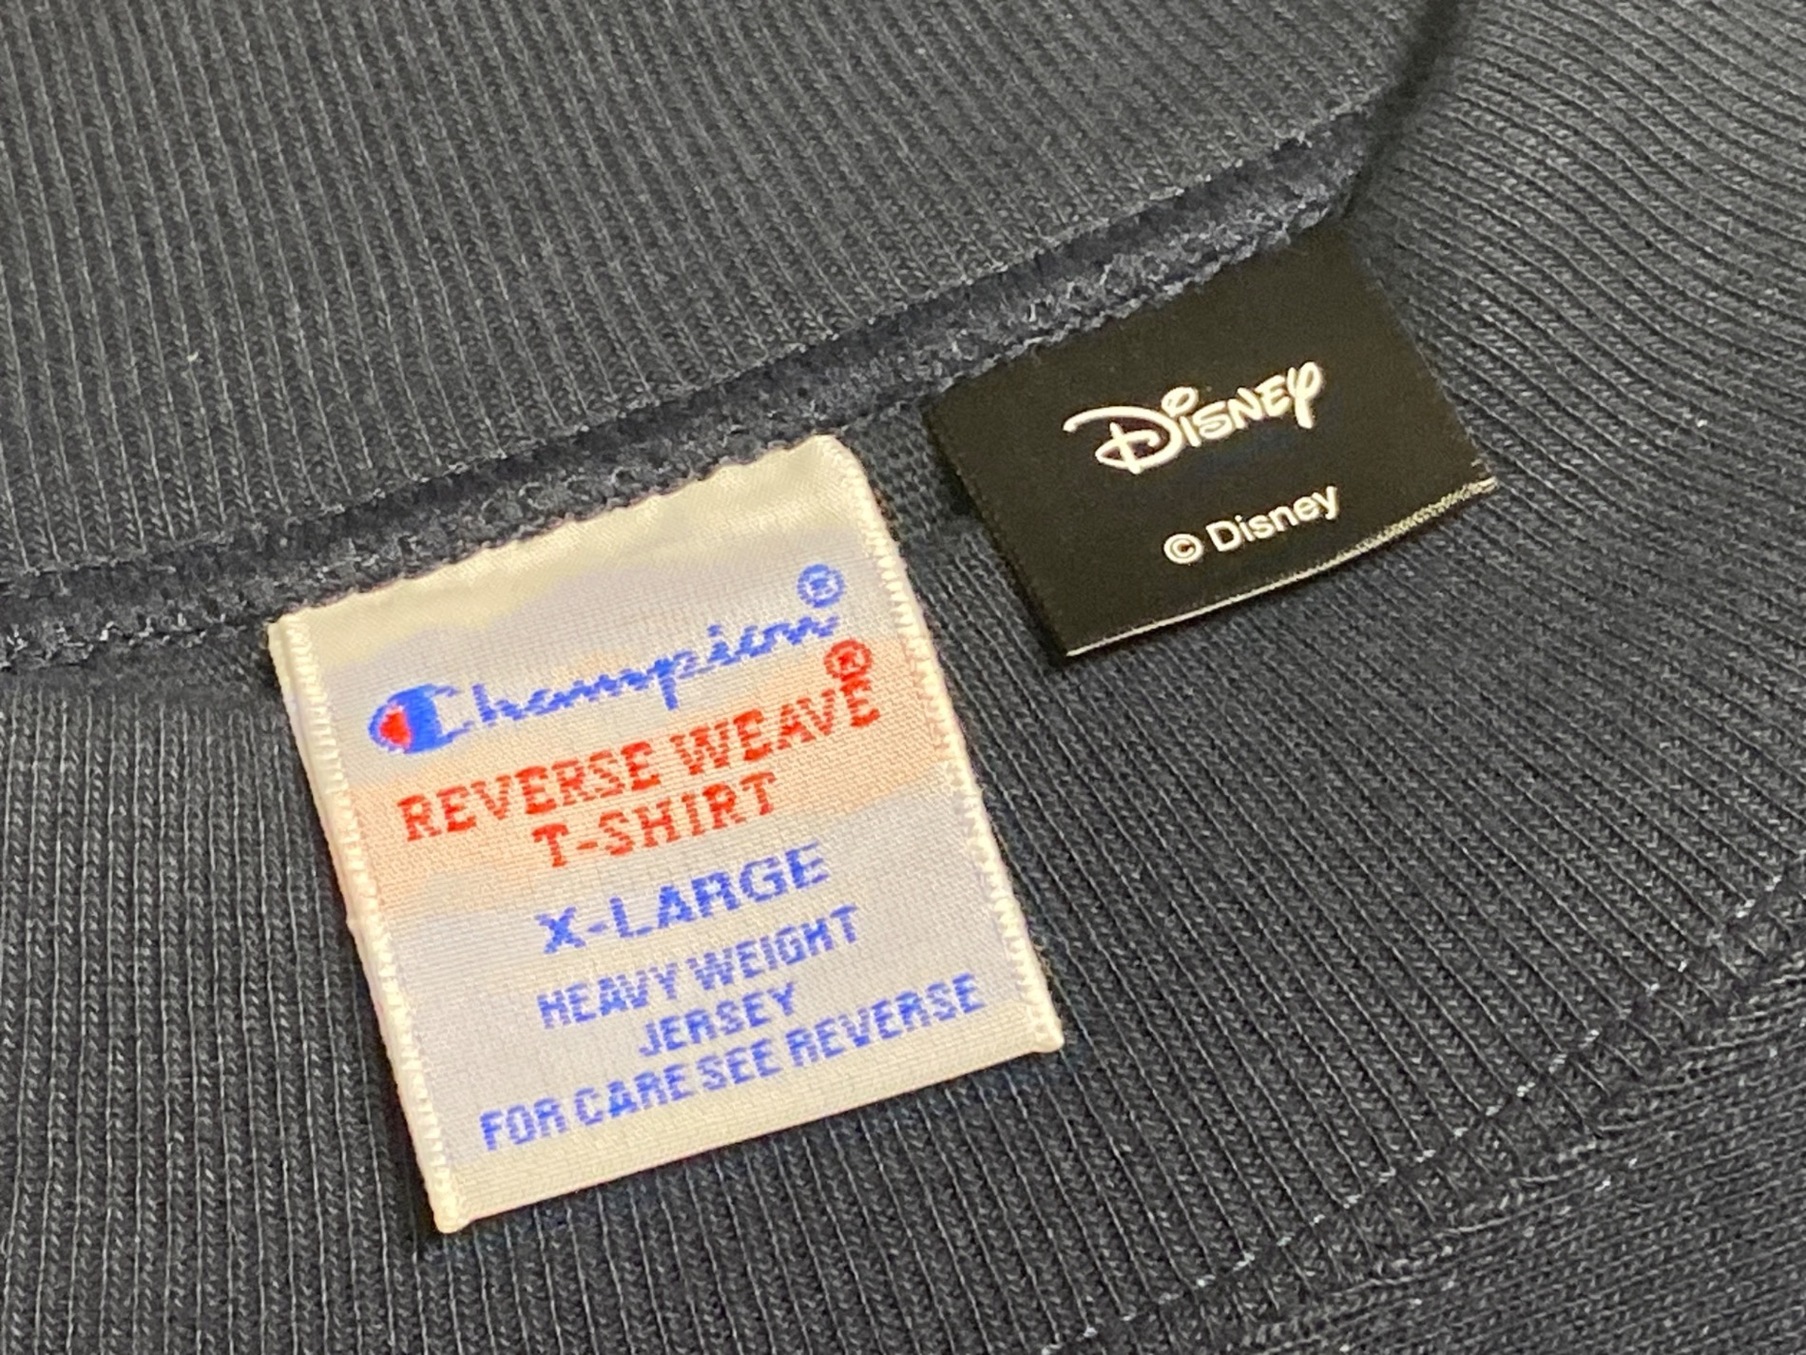 Champion®
REVERSE WEAVE®
T-SHIRT
X-LARGE
HEAVY WEIGHT
JERSEY
FOR CARE SEE REVERSE
Disney
© Disney